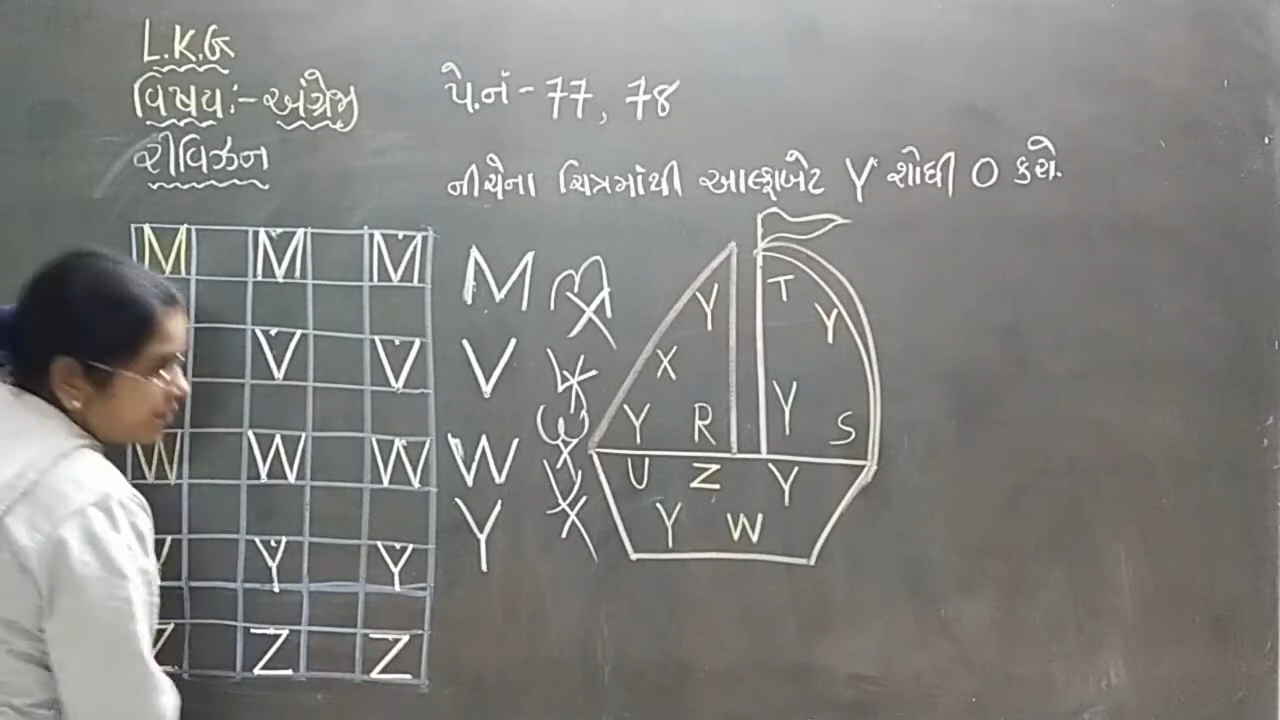 L.K.G
વિષય:- અંગ્રેજી
રીવિઝન
પે.નં - 77, 78
નીચેના ચિત્રમાંથી આલ્ફાબેટ Y શોધી O કરો.
M M M M
V V V
W W W W
Y Y Y Y
Z Z Z
T
Y Y
X
Y R Y S
U Z Y
Y W